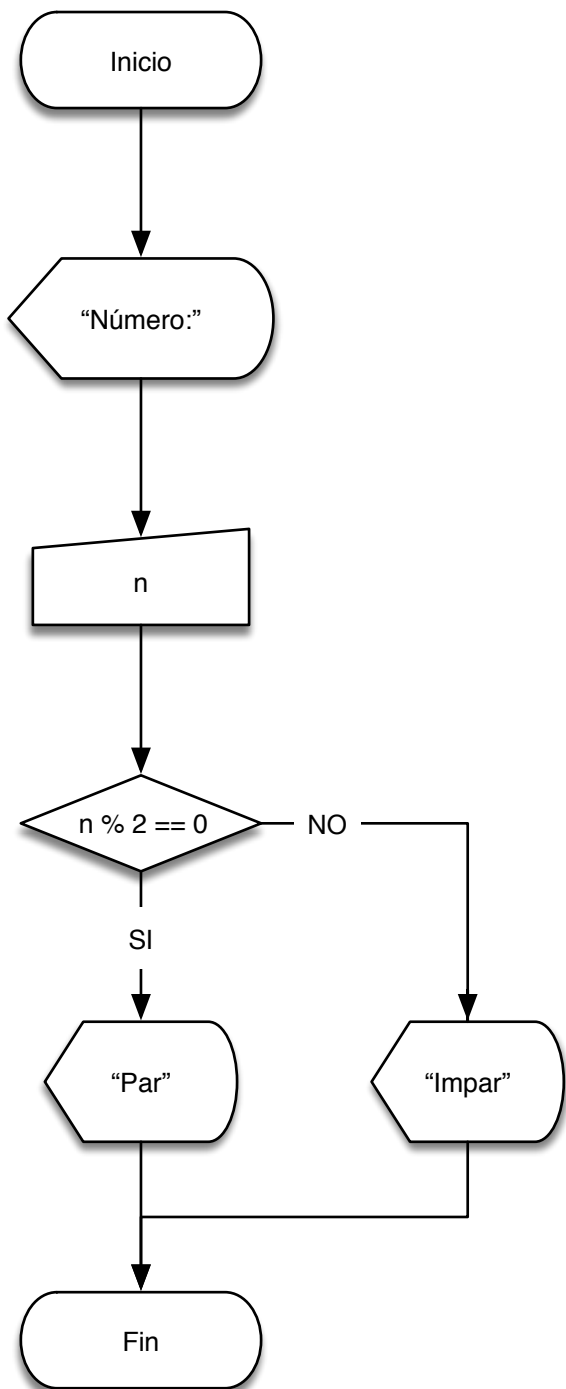 Inicio
“Número:”
n
n % 2 == 0
NO
SI
“Par”
“Impar”
Fin